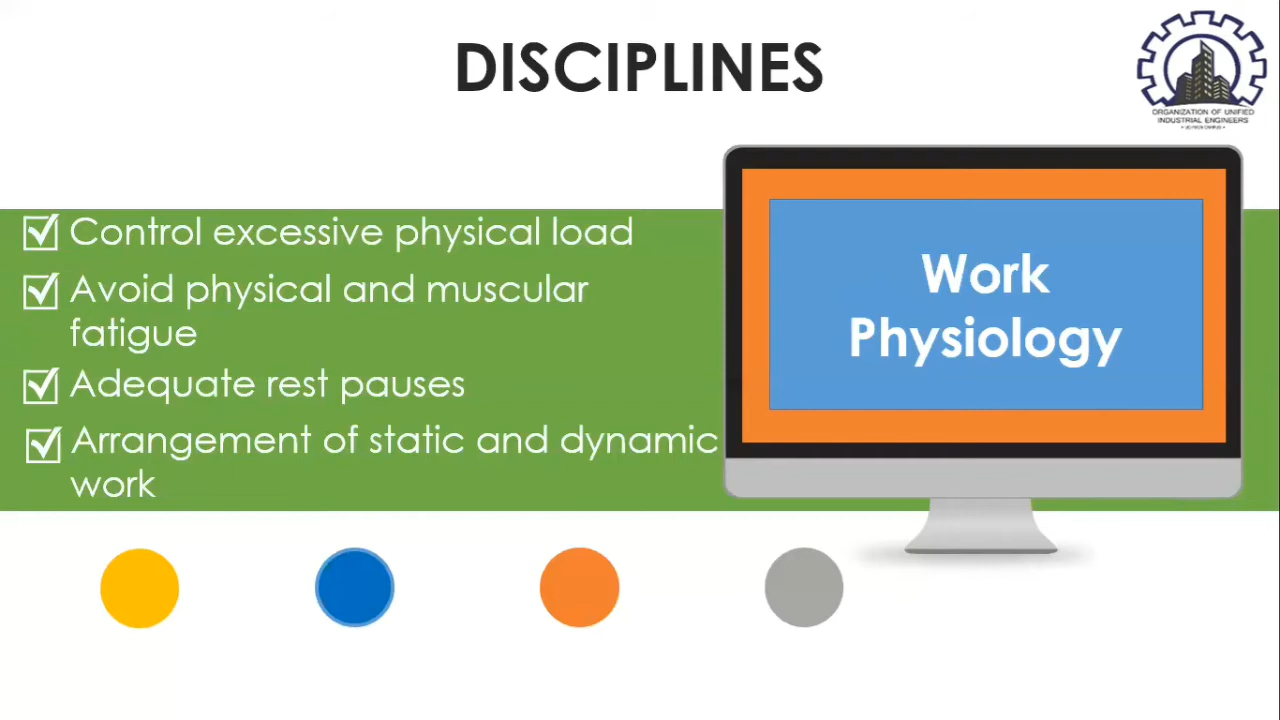 DISCIPLINES
ORGANIZATION OF UNIFIED
INDUSTRIAL ENGINEERS
Control excessive physical load
Avoid physical and muscular
fatigue
Adequate rest pauses
Arrangement of static and dynamic
work
Work
Physiology